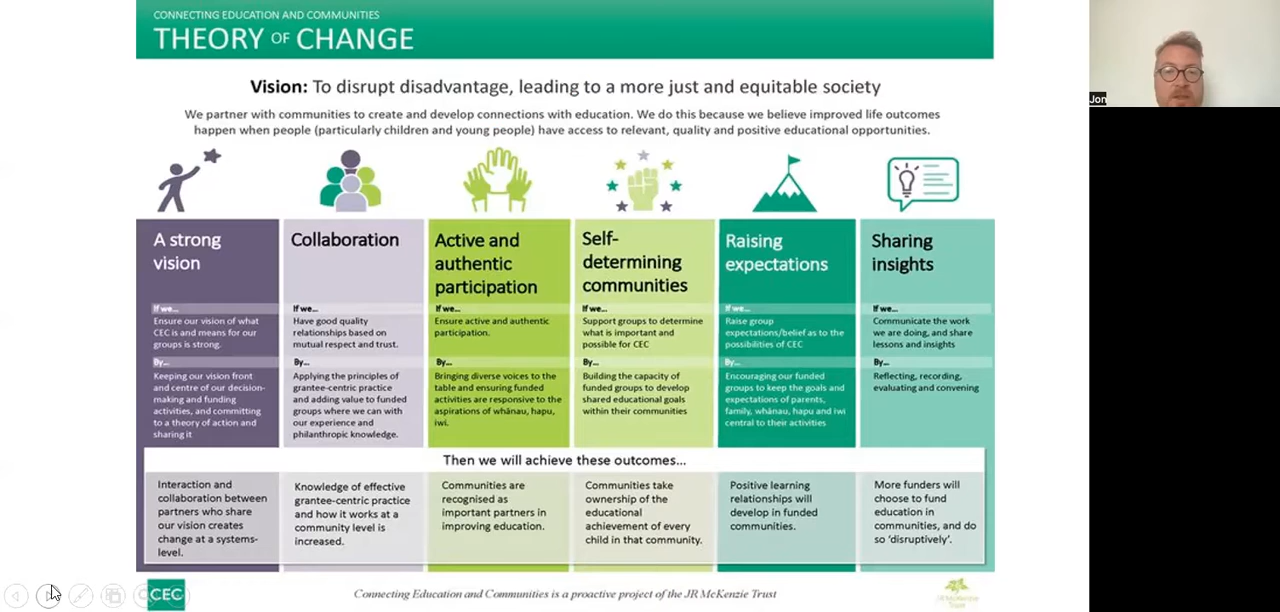 CONNECTING EDUCATION AND COMMUNITIES
THEORY OF CHANGE
Vision: To disrupt disadvantage, leading to a more just and equitable society
We partner with communities to create and develop connections with education. We do this because we believe improved life outcomes
happen when people (particularly children and young people) have access to relevant, quality and positive educational opportunities.
A strong
vision
If we...
Ensure our vision of what
CEC is and means for our
groups is strong.
By...
Keeping our vision front
and centre of our decision-
making and funding
activities, and committing
to a theory of action and
sharing it
Collaboration
If we...
Have good quality
relationships based on
mutual respect and trust.
By...
Applying the principles of
grantee-centric practice
and adding value to funded
groups where we can with
our experience and
philanthropic knowledge.
Active and
authentic
participation
If we...
Ensure active and authentic
participation.
By...
Bringing diverse voices to the
table and ensuring funded
activities are responsive to the
aspirations of whānau, hapu,
iwi.
Self-
determining
communities
If we...
Support groups to determine
what is important and
possible for CEC
By...
Building the capacity of
funded groups to develop
shared educational goals
within their communities
Raising
expectations
If we...
Raise group
expectations/belief as to the
possibilities of CEC
By...
Encouraging our funded
groups to keep the goals and
expectations of parents,
family, whānau, hapu and iwi
central to their activities
Sharing
insights
If we...
Communicate the work
we are doing, and share
lessons and insights
By...
Reflecting, recording,
evaluating and convening
Then we will achieve these outcomes...
Interaction and
collaboration between
partners who share
our vision creates
change at a systems-
level.
Knowledge of effective
grantee-centric practice
and how it works at a
community level is
increased.
Communities are
recognised as
important partners in
improving education.
Communities take
ownership of the
educational
achievement of every
child in that community.
Positive learning
relationships will
develop in funded
communities.
More funders will
choose to fund
education in
communities, and do
so ‘disruptively’.
CEC
Connecting Education and Communities is a proactive project of the JR McKenzie Trust
JR McKenzie
Trust
Jon